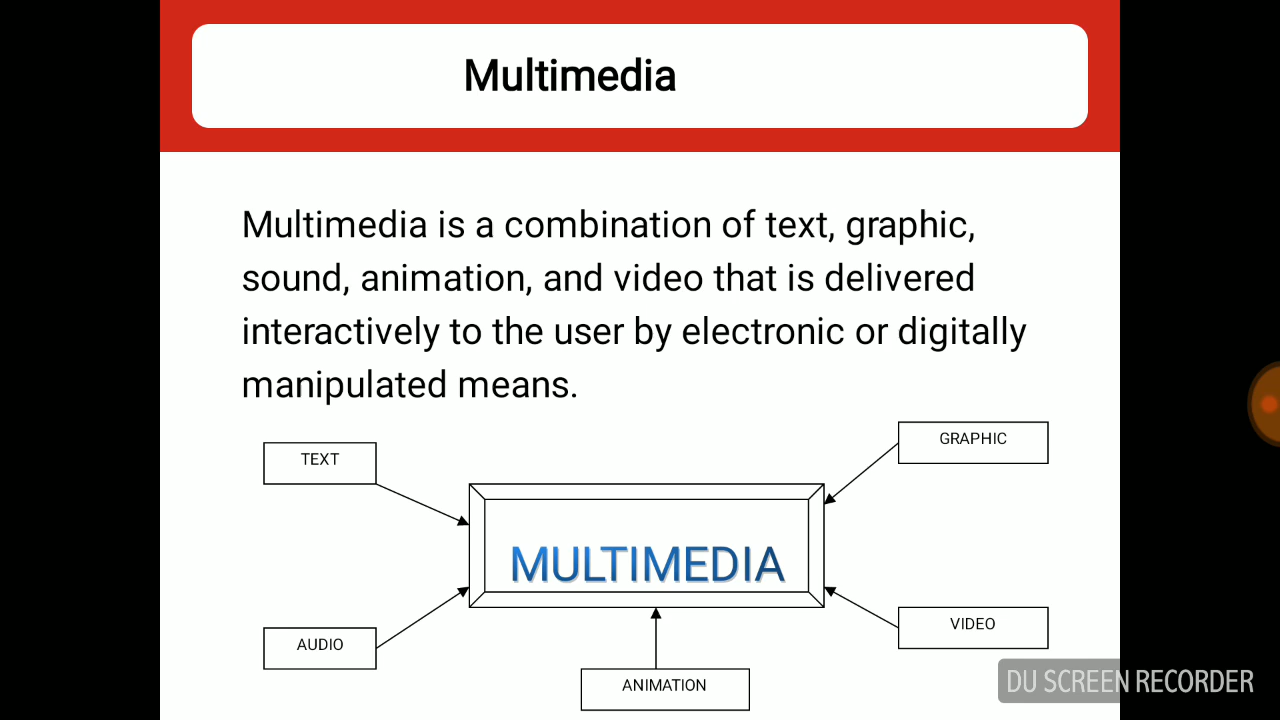 Multimedia
Multimedia is a combination of text, graphic,
sound, animation, and video that is delivered
interactively to the user by electronic or digitally
manipulated means.
TEXT
GRAPHIC
MULTIMEDIA
AUDIO
VIDEO
ANIMATION
DU SCREEN RECORDER